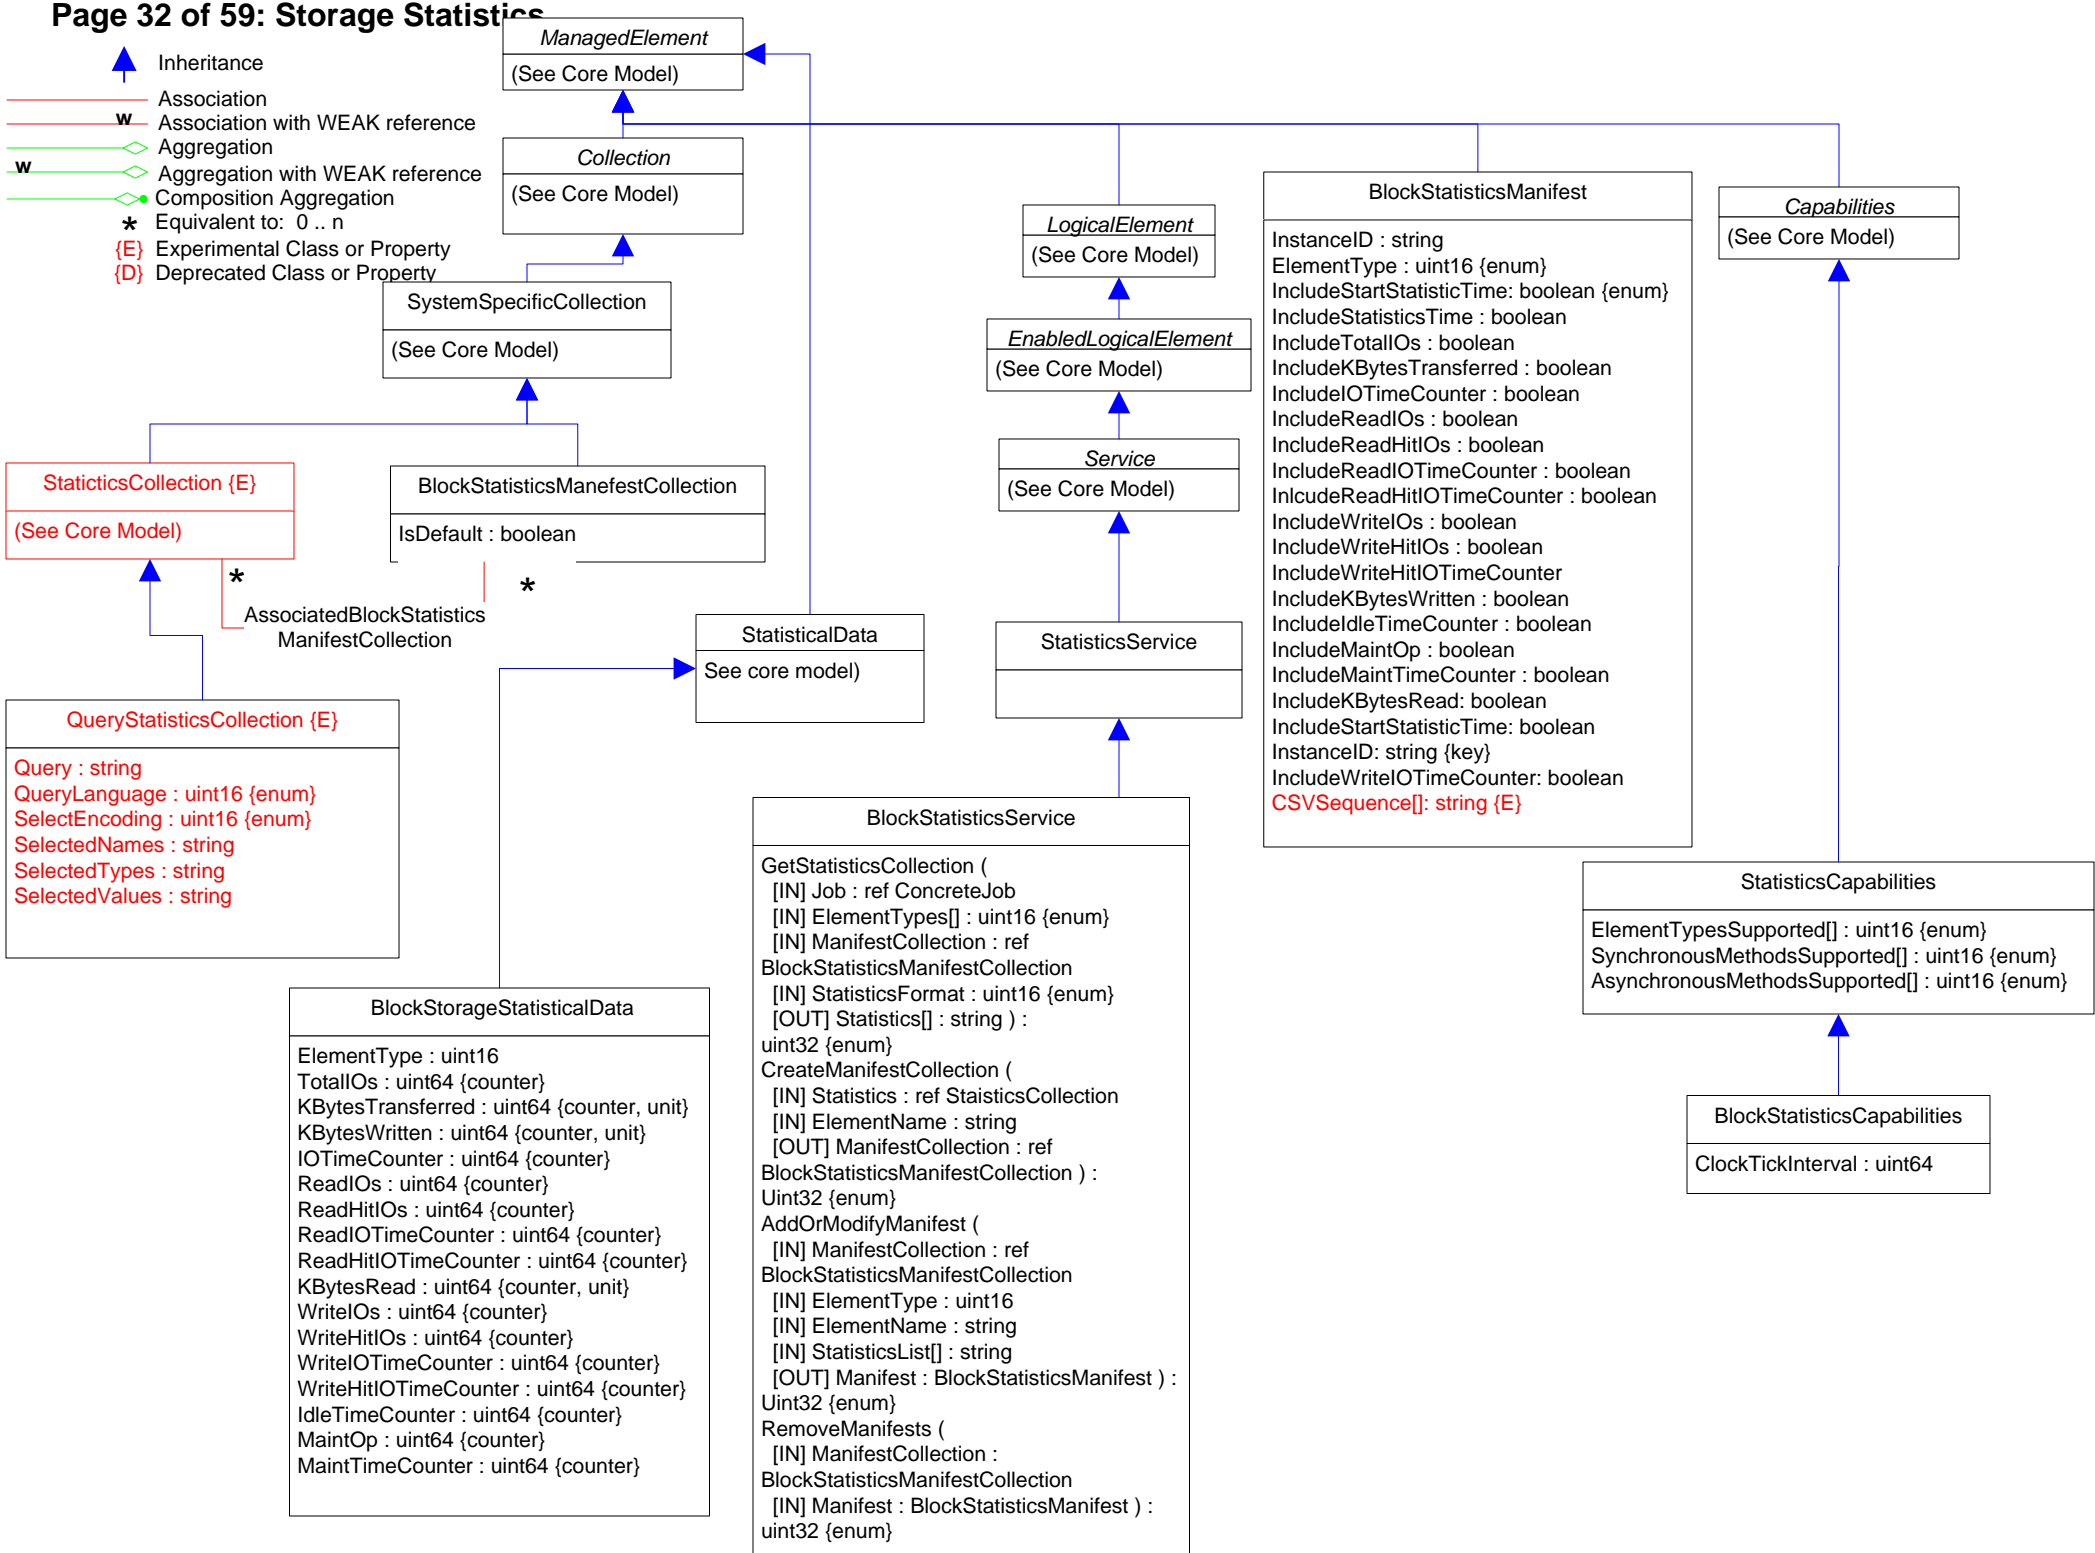 Page 32 of 59: Storage Statistics
Inheritance
Association
w
Association with WEAK reference
Aggregation
w
Aggregation with WEAK reference
Composition Aggregation
* Equivalent to: 0 .. n
{E} Experimental Class or Property
{D} Deprecated Class or Property
ManagedElement
(See Core Model)
Collection
(See Core Model)
SystemSpecificCollection
(See Core Model)
StaticticsCollection {E}
(See Core Model)
BlockStatisticsManefestCollection
IsDefault : boolean
*
*
AssociatedBlockStatistics
ManifestCollection
QueryStatisticsCollection {E}
Query : string
QueryLanguage : uint16 {enum}
SelectEncoding : uint16 {enum}
SelectedNames : string
SelectedTypes : string
SelectedValues : string
StatisticalData
See core model)
BlockStorageStatisticalData
ElementType : uint16
TotalIOs : uint64 {counter}
KBytesTransferred : uint64 {counter, unit}
KBytesWritten : uint64 {counter, unit}
IOTimeCounter : uint64 {counter}
ReadIOs : uint64 {counter}
ReadHitIOs : uint64 {counter}
ReadIOTimeCounter : uint64 {counter}
ReadHitIOTimeCounter : uint64 {counter}
KBytesRead : uint64 {counter, unit}
WriteIOs : uint64 {counter}
WriteHitIOs : uint64 {counter}
WriteIOTimeCounter : uint64 {counter}
WriteHitIOTimeCounter : uint64 {counter}
IdleTimeCounter : uint64 {counter}
MaintOp : uint64 {counter}
MaintTimeCounter : uint64 {counter}
LogicalElement
(See Core Model)
EnabledLogicalElement
(See Core Model)
Service
(See Core Model)
StatisticsService
BlockStatisticsService
GetStatisticsCollection (
[IN] Job : ref ConcreteJob
[IN] ElementTypes[] : uint16 {enum}
[IN] ManifestCollection : ref
BlockStatisticsManifestCollection
[IN] StatisticsFormat : uint16 {enum}
[OUT] Statistics[] : string ) :
uint32 {enum}
CreateManifestCollection (
[IN] Statistics : ref StaisticsCollection
[IN] ElementName : string
[OUT] ManifestCollection : ref
BlockStatisticsManifestCollection ) :
Uint32 {enum}
AddOrModifyManifest (
[IN] ManifestCollection : ref
BlockStatisticsManifestCollection
[IN] ElementType : uint16
[IN] ElementName : string
[IN] StatisticsList[] : string
[OUT] Manifest : BlockStatisticsManifest ) :
Uint32 {enum}
RemoveManifests (
[IN] ManifestCollection :
BlockStatisticsManifestCollection
[IN] Manifest : BlockStatisticsManifest ) :
uint32 {enum}
BlockStatisticsManifest
InstanceID : string
ElementType : uint16 {enum}
IncludeStartStatisticTime: boolean {enum}
IncludeStatisticsTime : boolean
IncludeTotalIOs : boolean
IncludeKBytesTransferred : boolean
IncludeIOTimeCounter : boolean
IncludeReadIOs : boolean
IncludeReadHitIOs : boolean
IncludeReadIOTimeCounter : boolean
InlcudeReadHitIOTimeCounter : boolean
IncludeWriteIOs : boolean
IncludeWriteHitIOs : boolean
IncludeWriteHitIOTimeCounter
IncludeKBytesWritten : boolean
IncludeIdleTimeCounter : boolean
IncludeMaintOp : boolean
IncludeMaintTimeCounter : boolean
IncludeKBytesRead: boolean
IncludeStartStatisticTime: boolean
InstanceID: string {key}
IncludeWriteIOTimeCounter: boolean
CSVSequence[]: string {E}
Capabilities
(See Core Model)
StatisticsCapabilities
ElementTypesSupported[] : uint16 {enum}
SynchronousMethodsSupported[] : uint16 {enum}
AsynchronousMethodsSupported[] : uint16 {enum}
BlockStatisticsCapabilities
ClockTickInterval : uint64